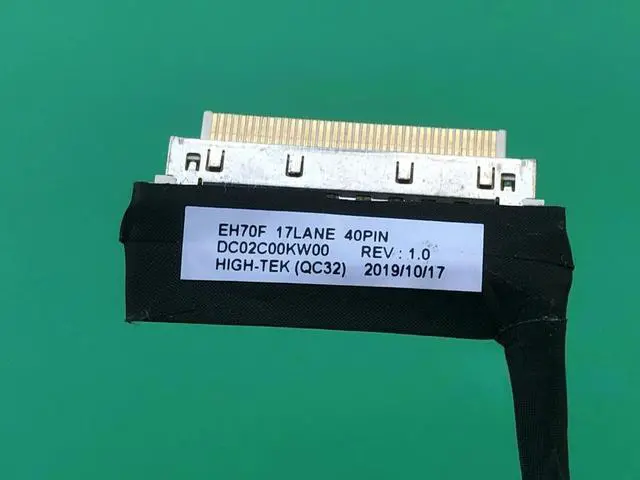 EH70F 17LANE 40PIN
DC02C00KW00 REV : 1.0
HIGH-TEK (QC32) 2019/10/17